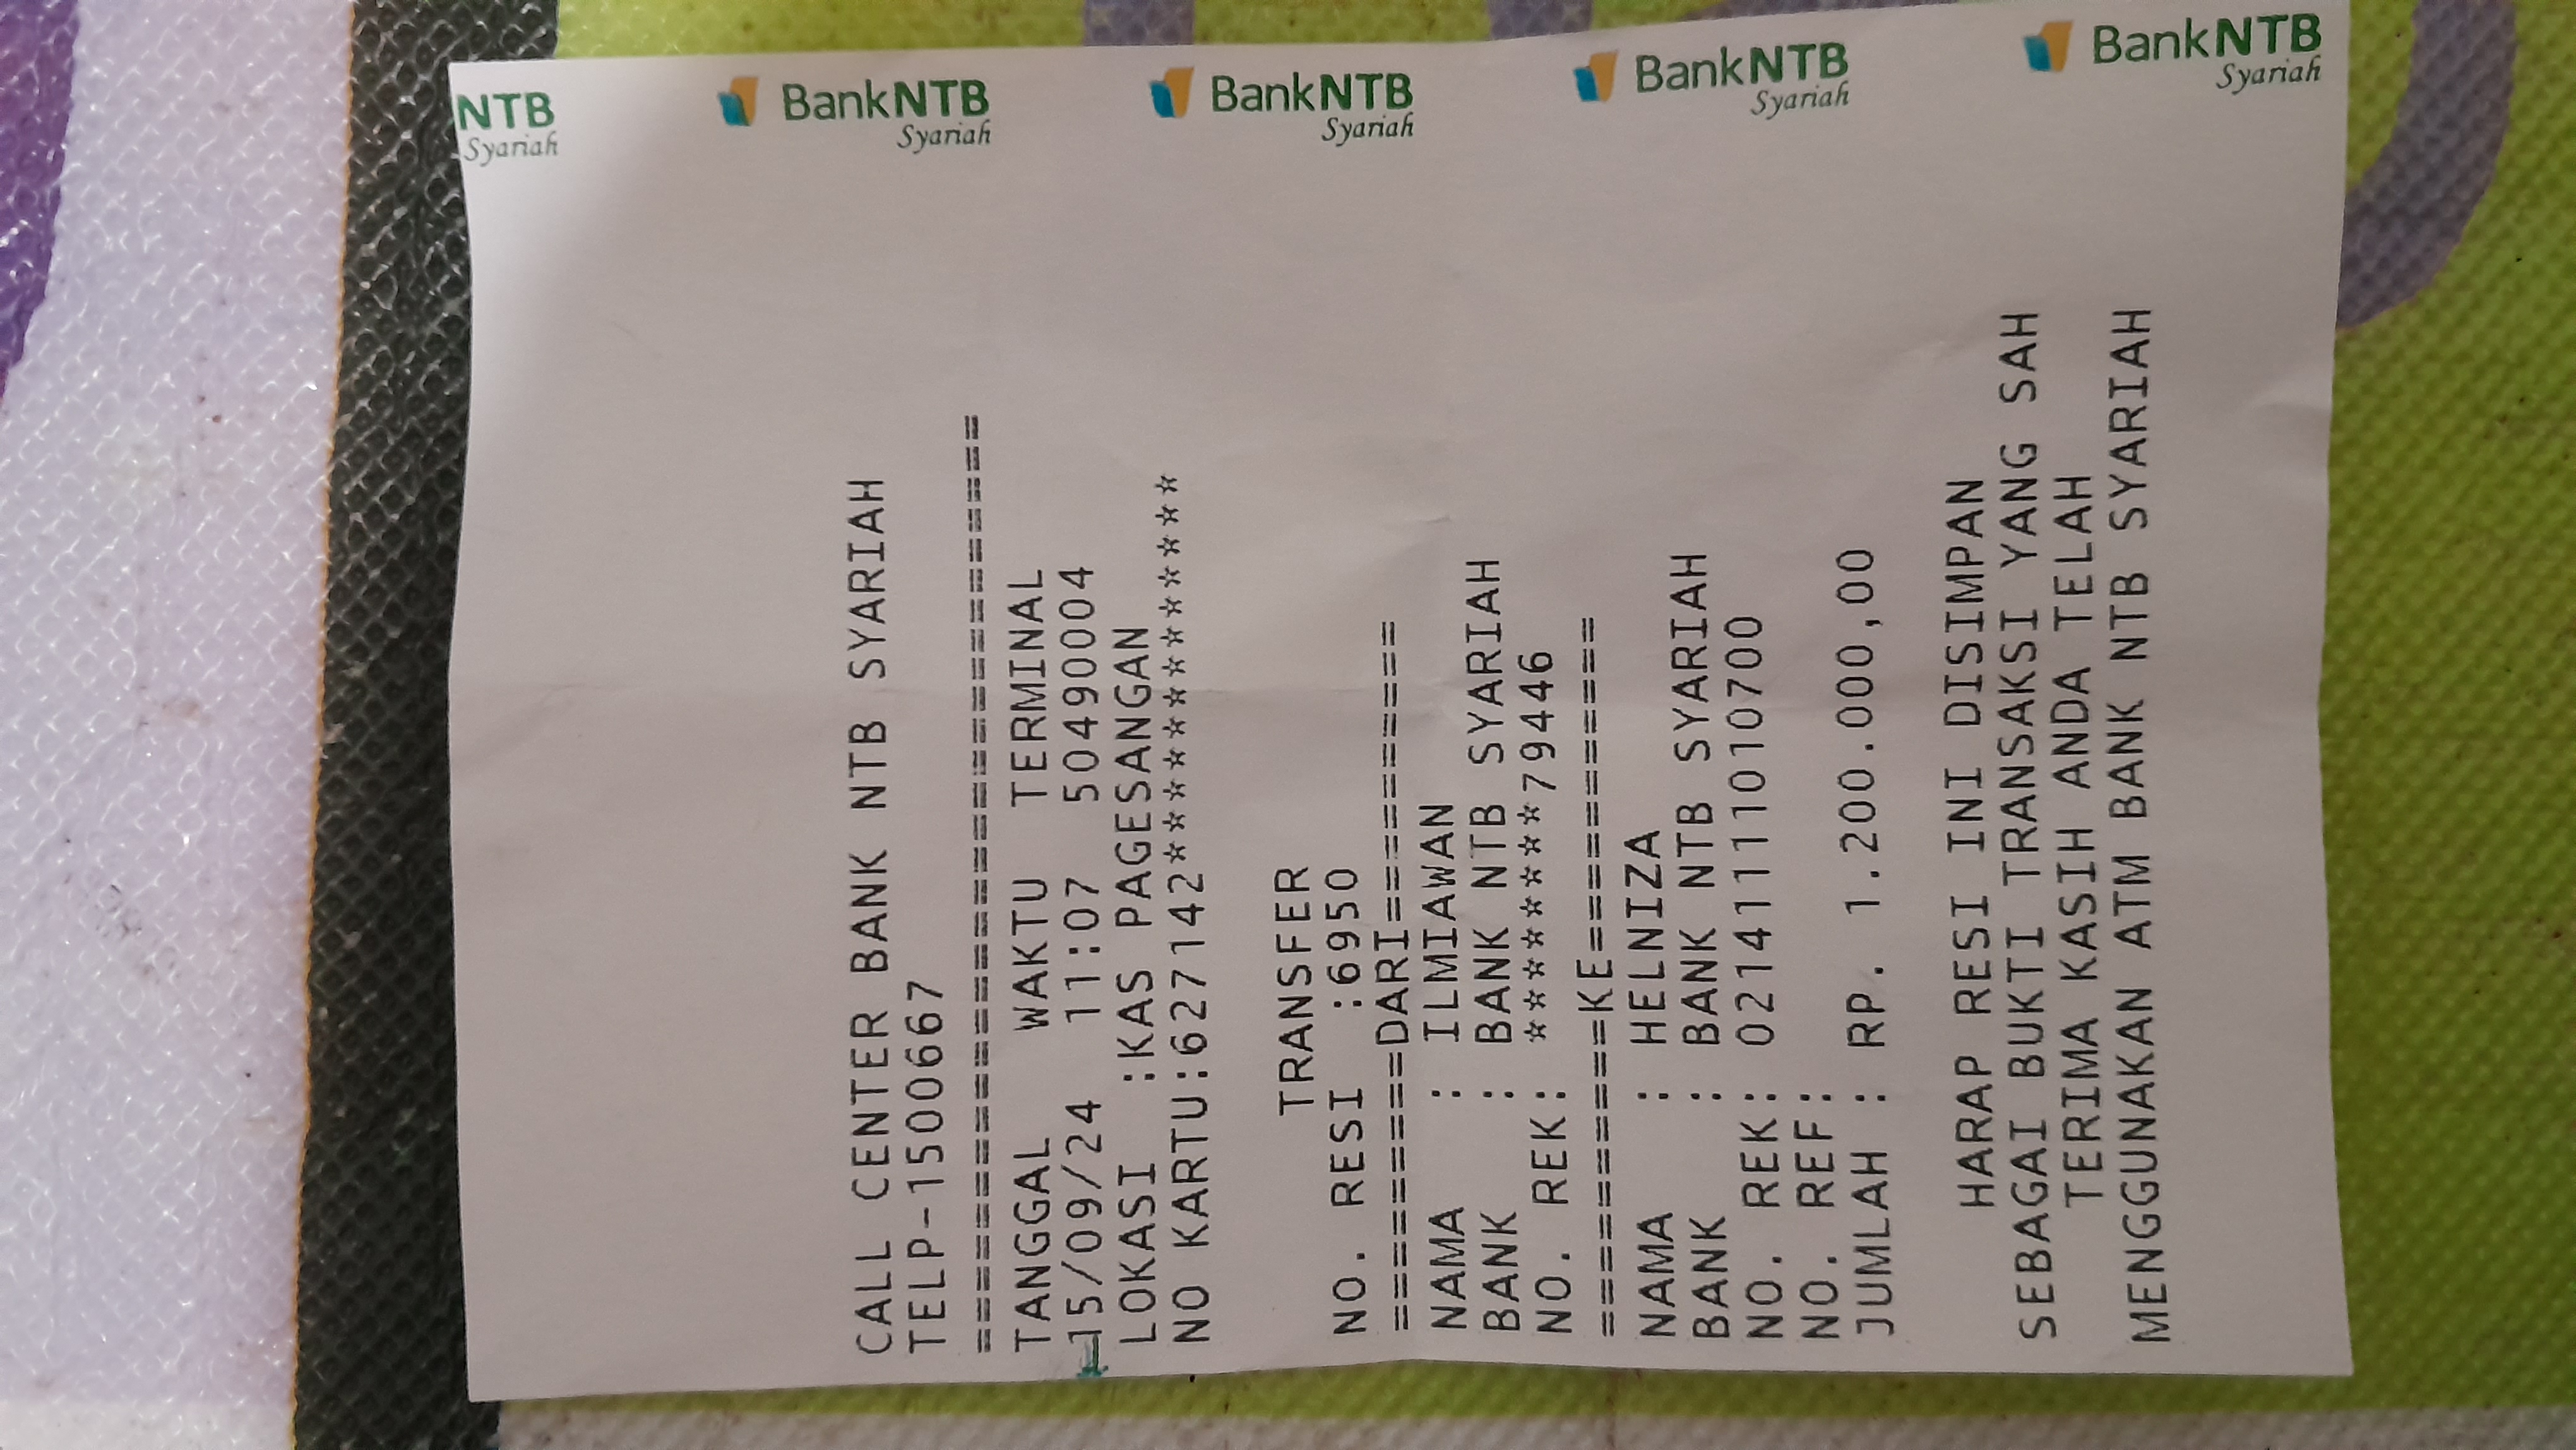 NTB
Syariah
BankNTB
Syariah
BankNTB
Syariah
BankNTB
Syariah
BankNTB
Syariah
CALL CENTER BANK NTB SYARIAH
TELP-1500667
==============================
TANGGAL WAKTU TERMINAL
15/09/24 11:07 50490004
LOKASI :KAS PAGESANGAN
NO KARTU:627142*************
TRANSFER
NO. RESI :6950
=========DARI==========
NAMA : ILMIAWAN
BANK : BANK NTB SYARIAH
NO. REK: ********79446
==========KE===========
NAMA : HELNIZA
BANK : BANK NTB SYARIAH
NO. REK: 0214111010700
NO. REF:
JUMLAH : RP. 1.200.000,00
HARAP RESI INI DISIMPAN
SEBAGAI BUKTI TRANSAKSI YANG SAH
TERIMA KASIH ANDA TELAH
MENGGUNAKAN ATM BANK NTB SYARIAH